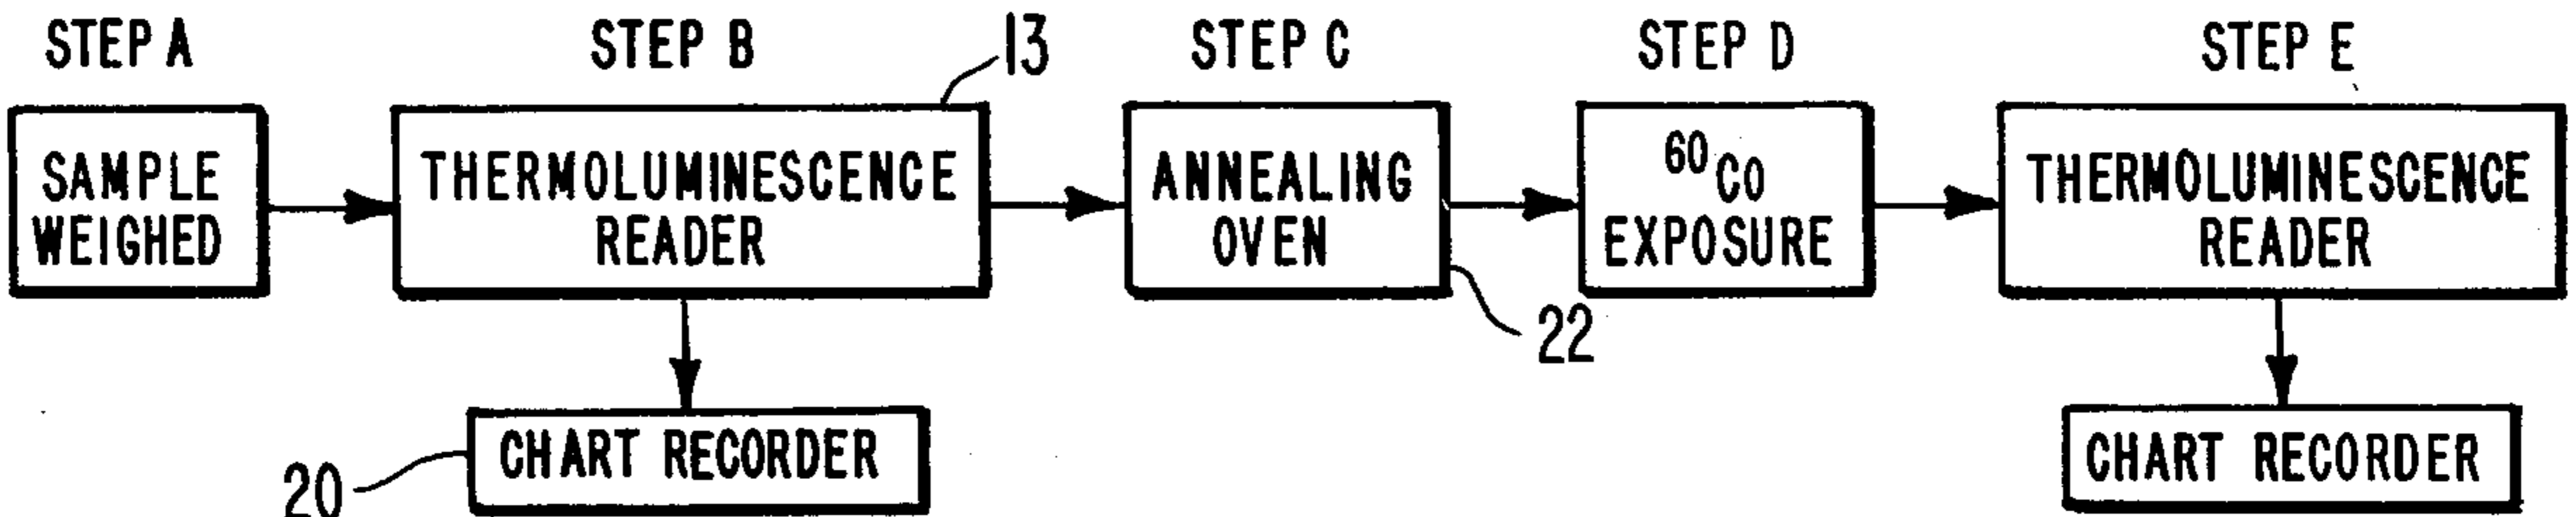 STEP A
STEP B
13
STEP C
STEP D
STEP E
SAMPLE
WEIGHED
THERMOLUMINESCENCE
READER
ANNEALING
OVEN
22
60CO
EXPOSURE
THERMOLUMINESCENCE
READER
20
CHART RECORDER
CHART RECORDER